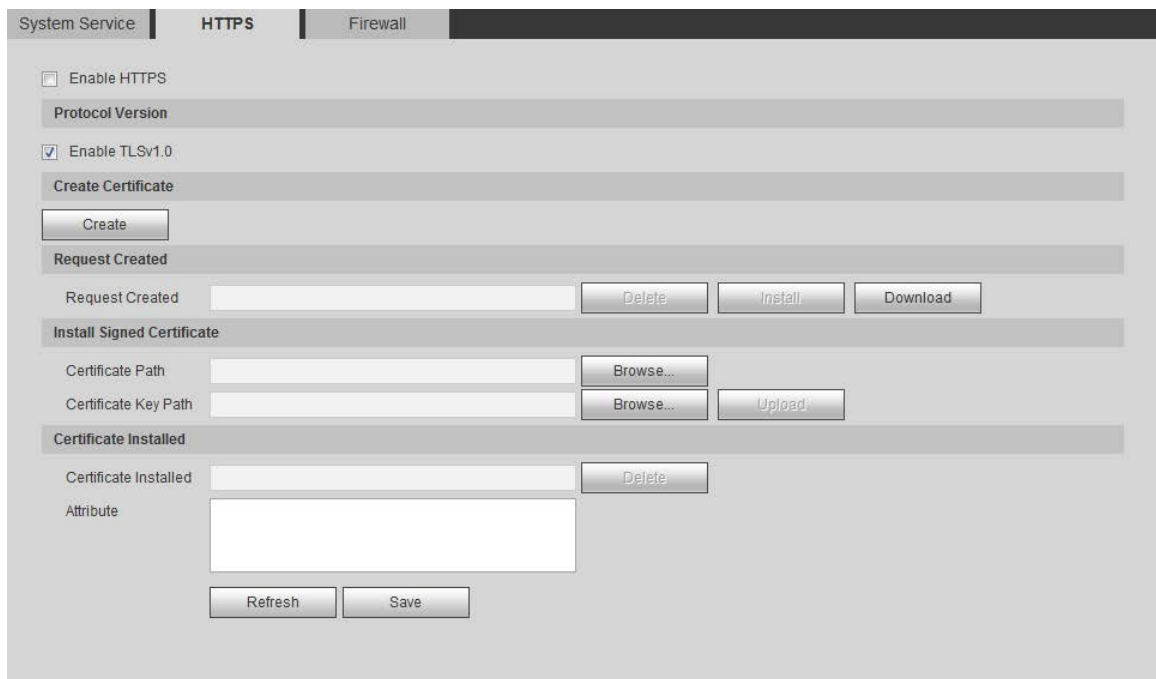 System Service HTTPS Firewall
Enable HTTPS
Protocol Version
Enable TLSv1.0
Create Certificate
Create
Request Created
Request Created Delete Install Download
Install Signed Certificate
Certificate Path Browse...
Certificate Key Path Browse... Upload
Certificate Installed
Certificate Installed Delete
Attribute
Refresh Save